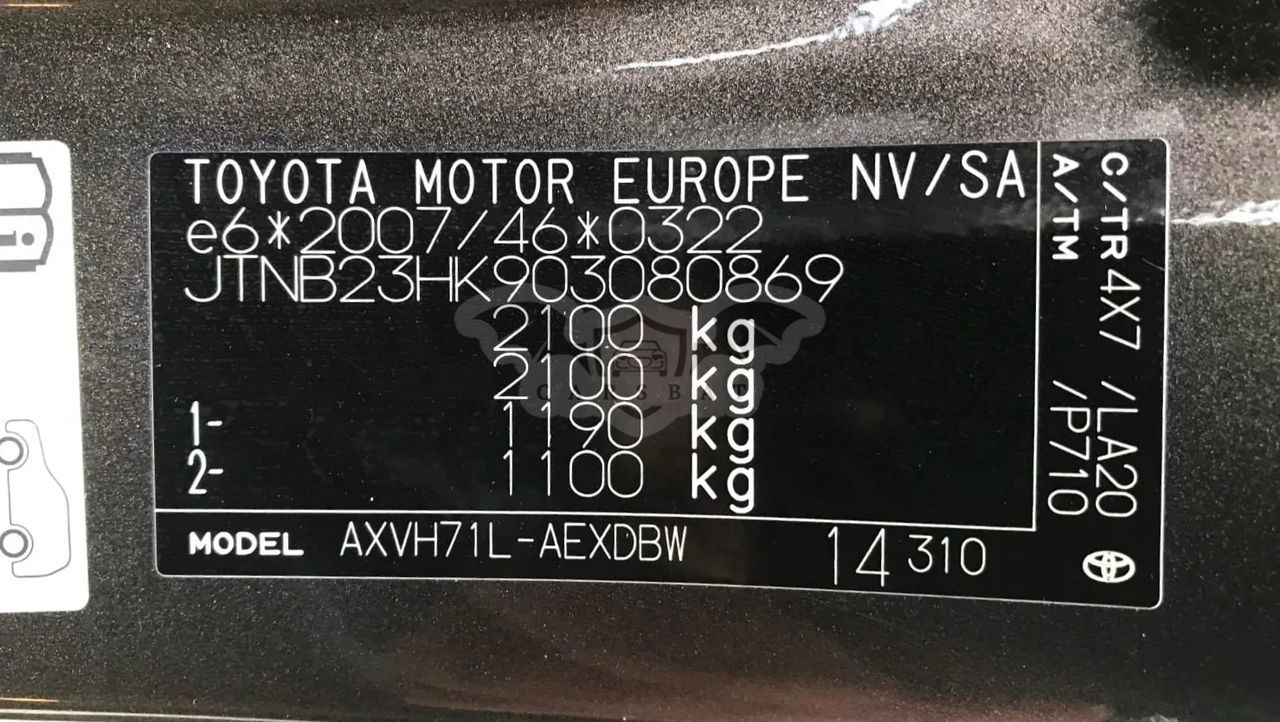 TOYOTA MOTOR EUROPE NV/SA
e6*2007/46*0322
JTNB23HK903080869
2100 kg
2100 kg
1- 1190 kg
2- 1100 kg
MODEL AXVH71L-AEXDBW 14 310
C/TR 4X7 /LA20
A/TM /P710
CARSBAT